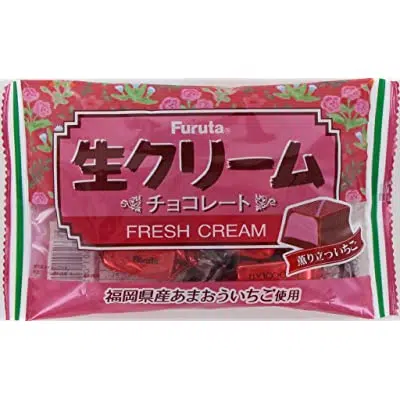 Furuta®
生クリーム
チョコレート
FRESH CREAM
薫り立ついちご
Furuta
福岡県産あまおういちご使用